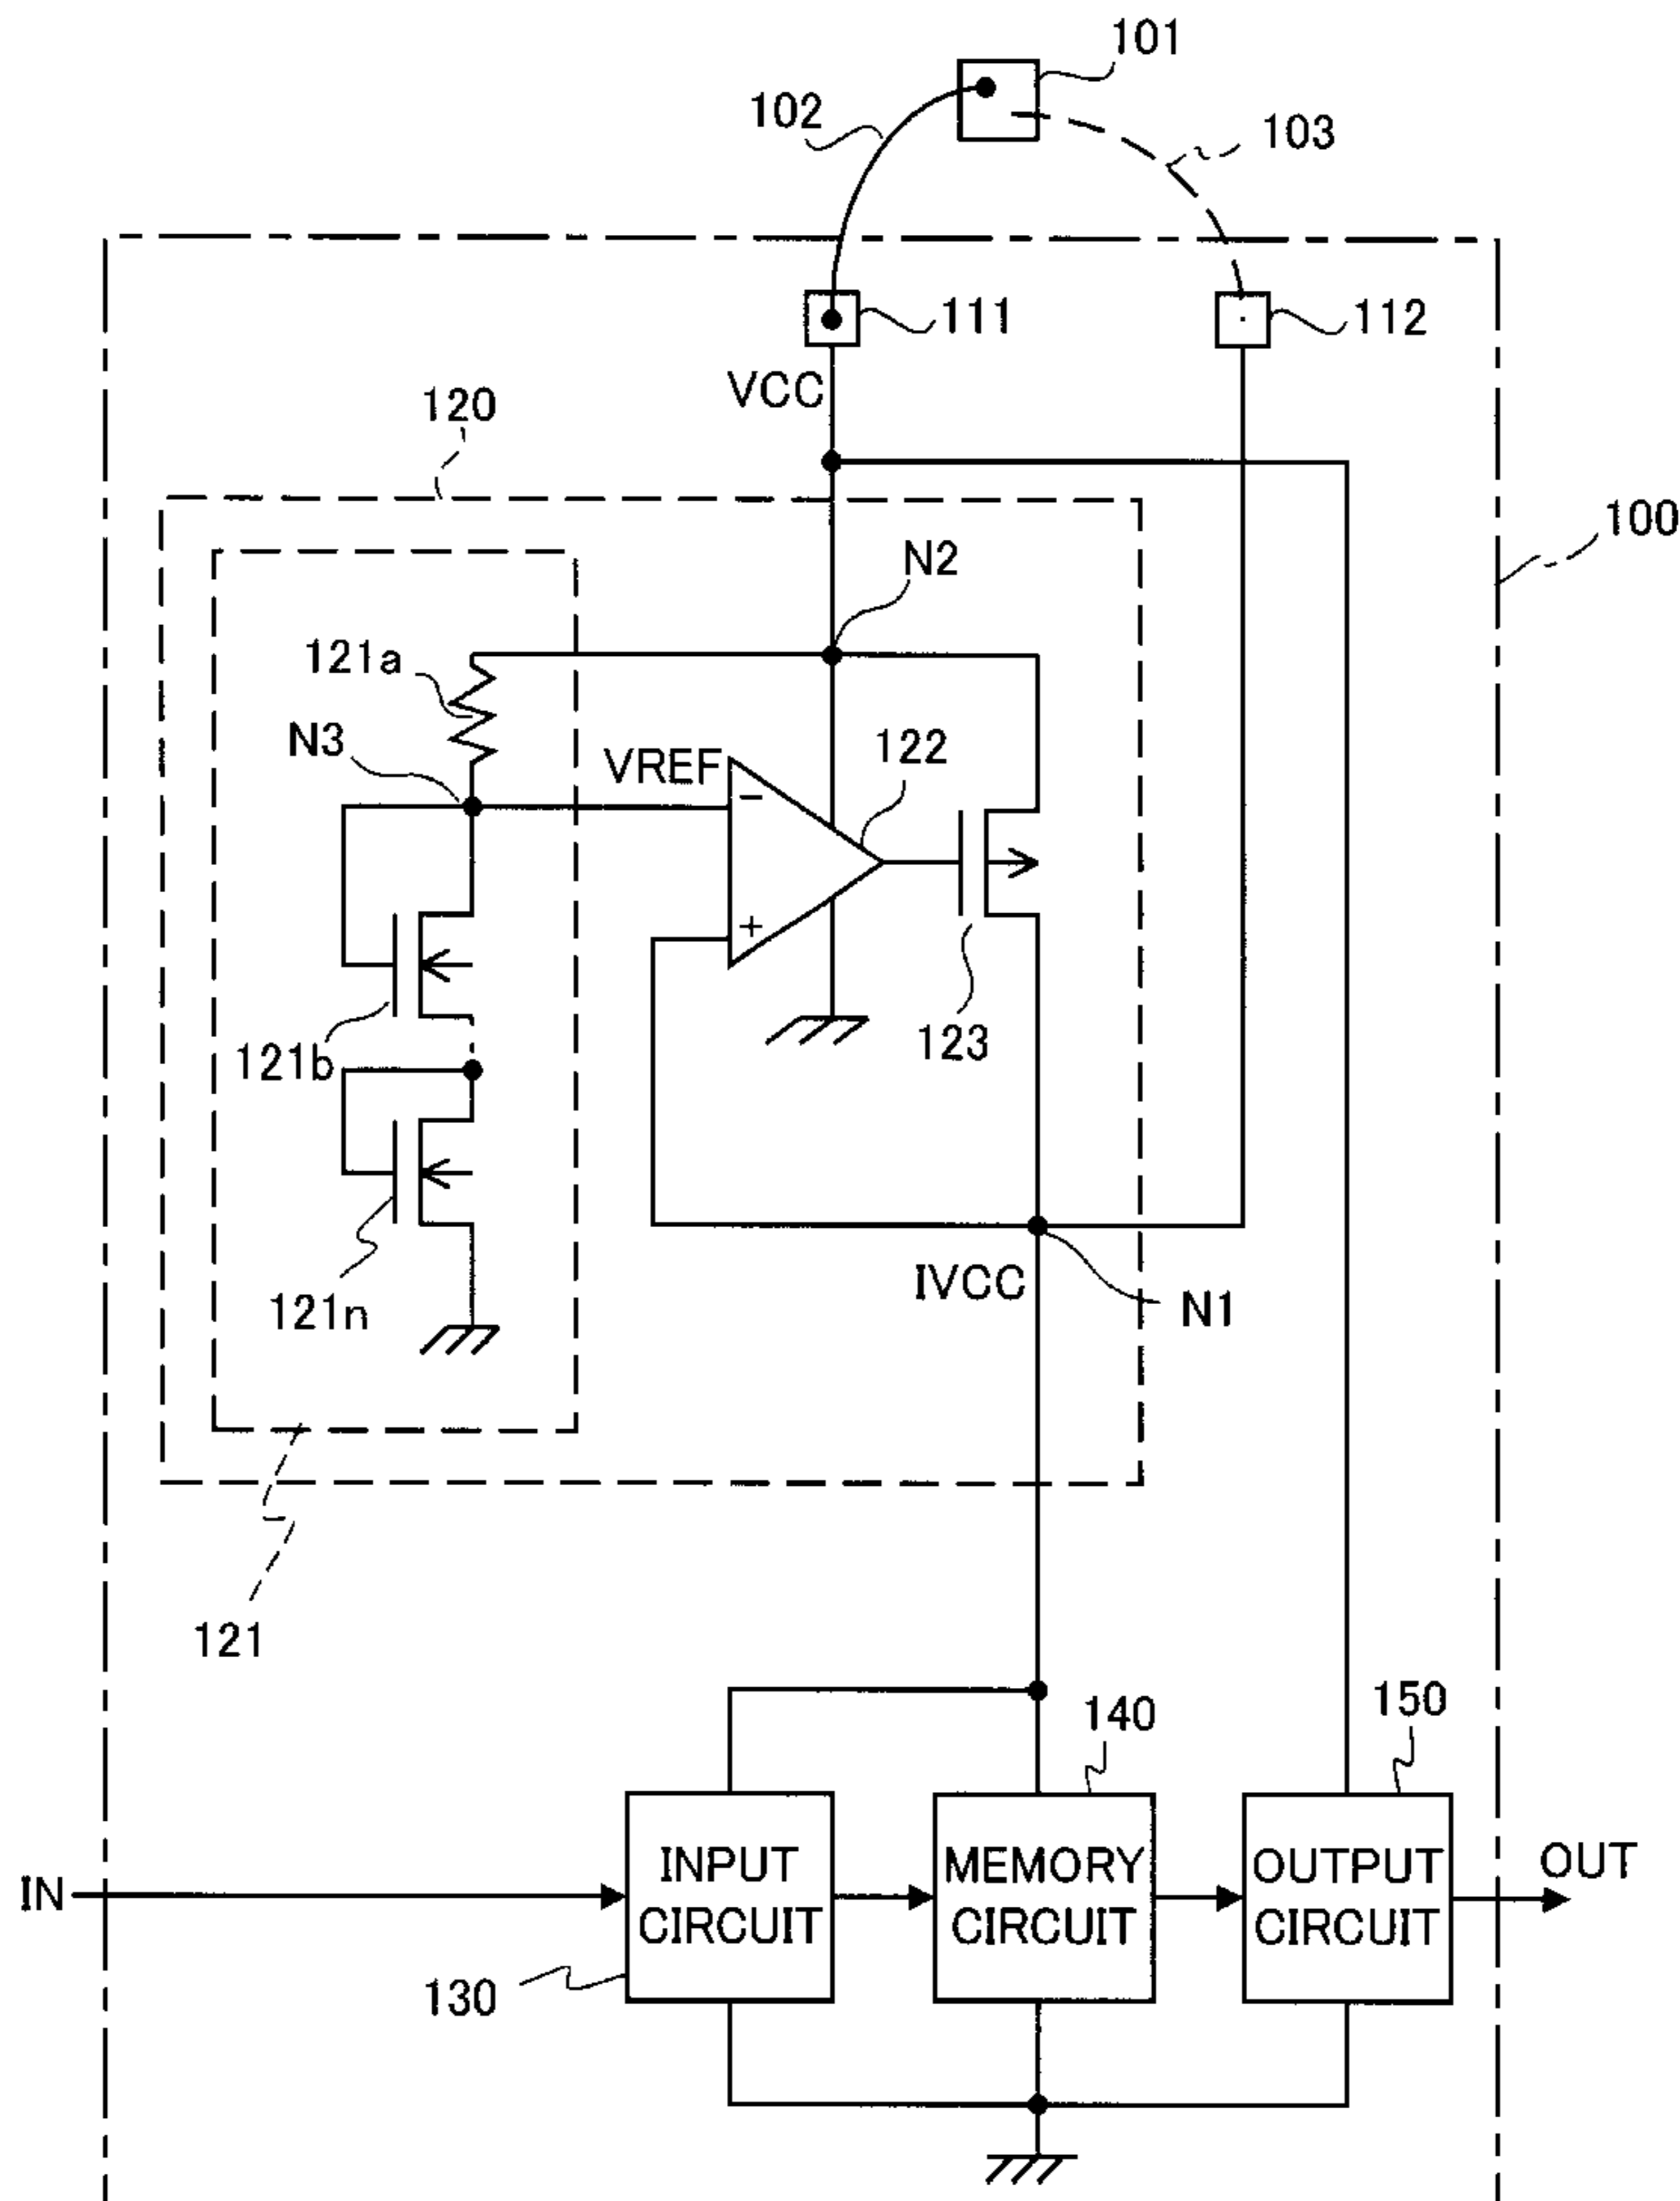 101
102
103
111
112
VCC
120
100
N2
121a
N3
VREF
122
-
+
123
121b
121n
IVCC
N1
121
140
150
IN
INPUT
CIRCUIT
MEMORY
CIRCUIT
OUTPUT
CIRCUIT
OUT
130